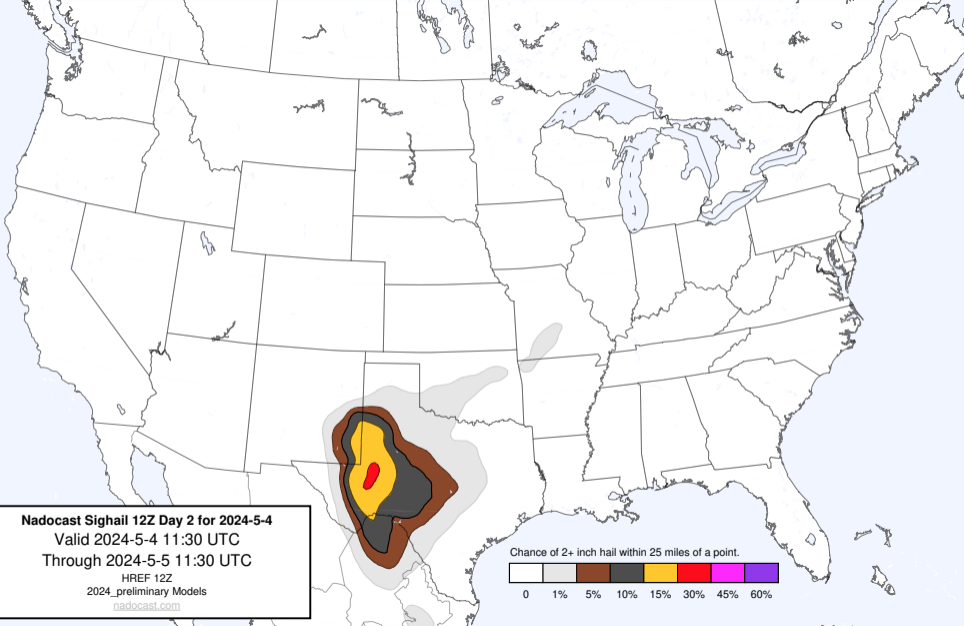 Nadocast Sighail 12Z Day 2 for 2024-5-4
Valid 2024-5-4 11:30 UTC
Through 2024-5-5 11:30 UTC
HREF 12Z
2024_preliminary Models
nadocast.com
Chance of 2+ inch hail within 25 miles of a point.
0 1% 5% 10% 15% 30% 45% 60%